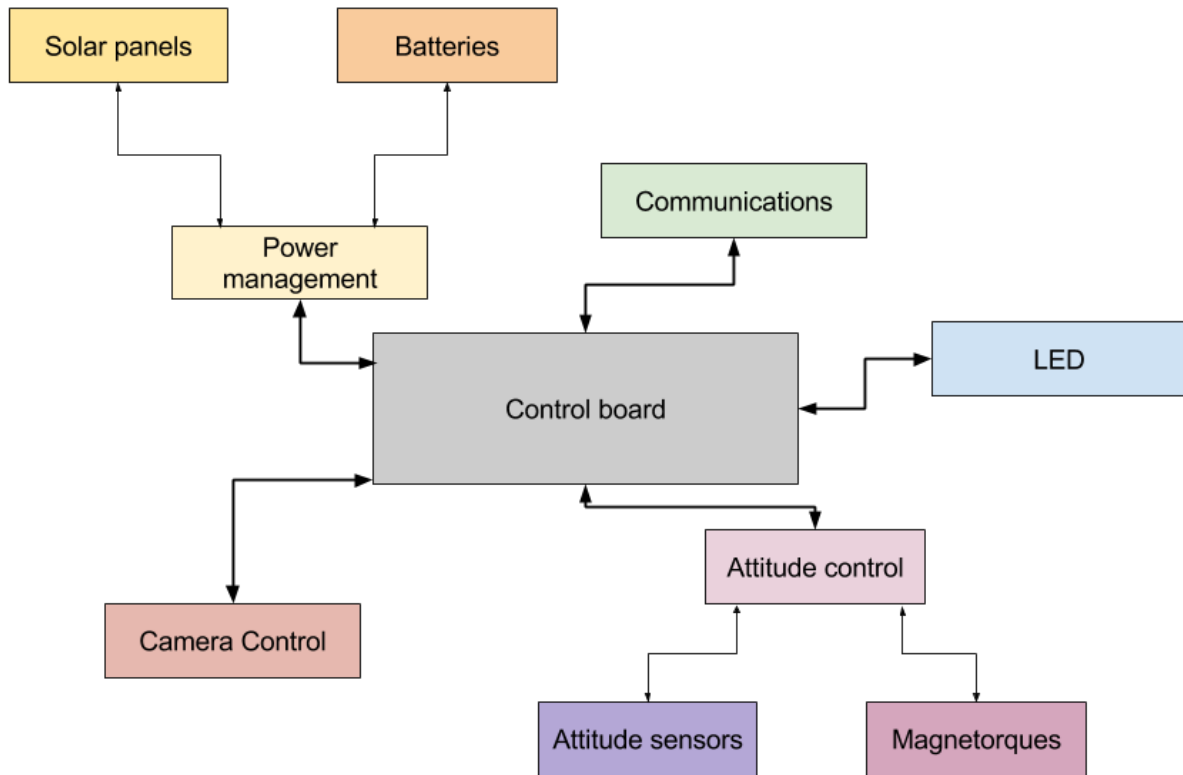 Solar panels
Batteries
Communications
Power
management
LED
Control board
Attitude control
Camera Control
Attitude sensors
Magnetorques